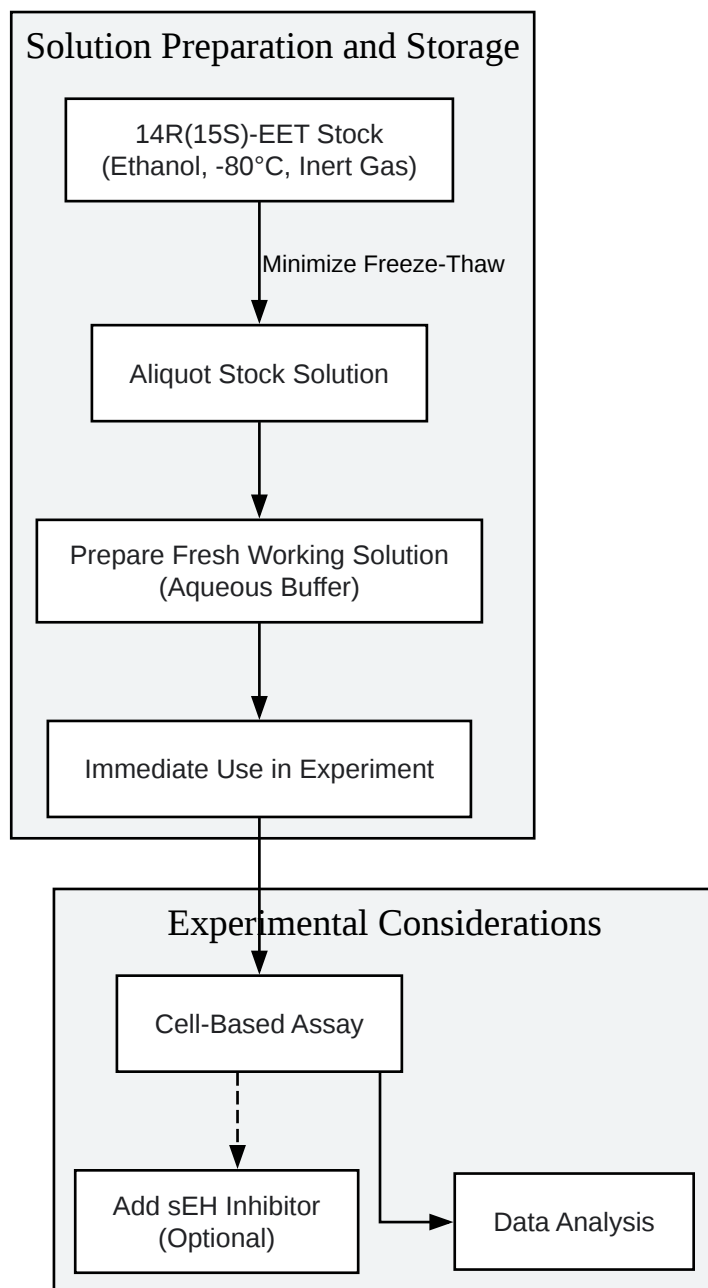 Solution Preparation and Storage
14R(15S)-EET Stock
(Ethanol, -80°C, Inert Gas)
Minimize Freeze-Thaw
Aliquot Stock Solution
Prepare Fresh Working Solution
(Aqueous Buffer)
Immediate Use in Experiment
Experimental Considerations
Cell-Based Assay
Add sEH Inhibitor
(Optional)
Data Analysis